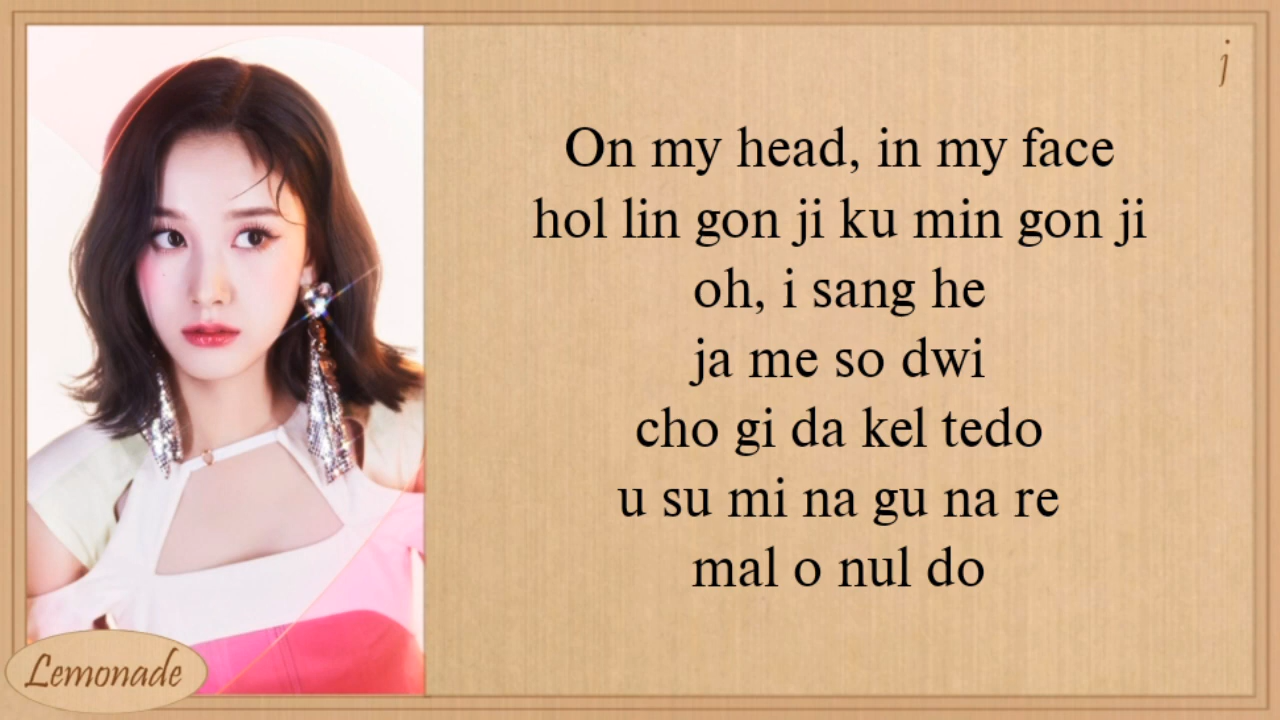 j
On my head, in my face
hol lin gon ji ku min gon ji
oh, i sang he
ja me so dwi
cho gi da kel tedo
u su mi na gu na re
mal o nul do
Lemonade